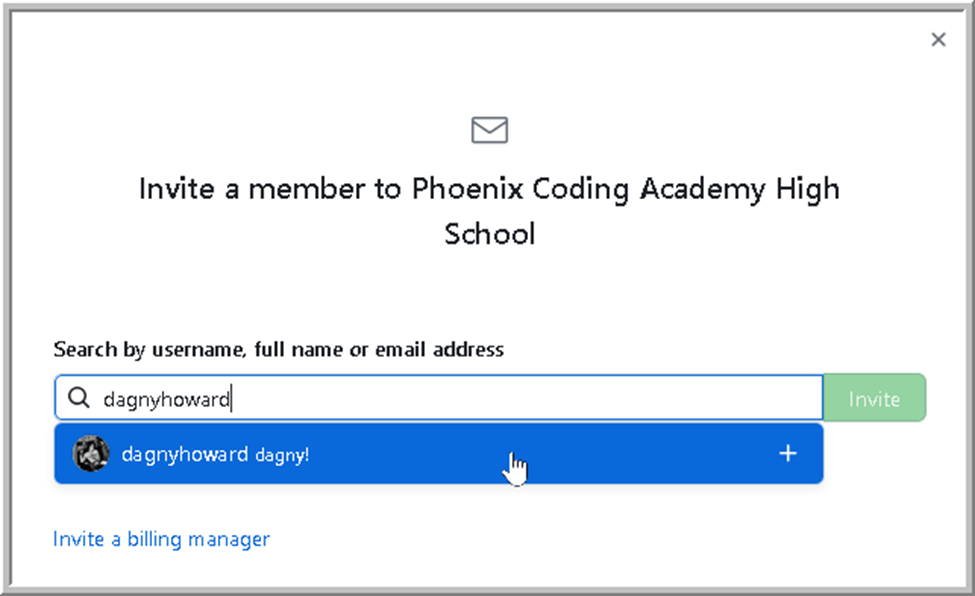 Invite a member to Phoenix Coding Academy High
School
Search by username, full name or email address
dagnyhoward
Invite
dagnyhoward dagny!
Invite a billing manager